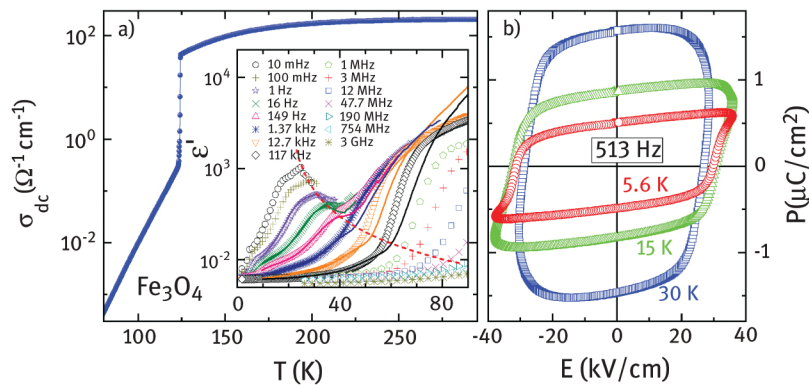 a)
σdc (Ω⁻¹ cm⁻¹)
10²
10⁰
10⁻²
Fe₃O₄
100 150 200 250
T (K)
ε'
10⁴
10³
10⁻²
0 40 80
10 mHz
100 mHz
1 Hz
16 Hz
149 Hz
1.37 kHz
12.7 kHz
117 kHz
1 MHz
3 MHz
12 MHz
47.7 MHz
190 MHz
754 MHz
3 GHz
b)
513 Hz
5.6 K
15 K
30 K
-40 -20 0 20 40
E (kV/cm)
1
0
-1
P(μC/cm²)